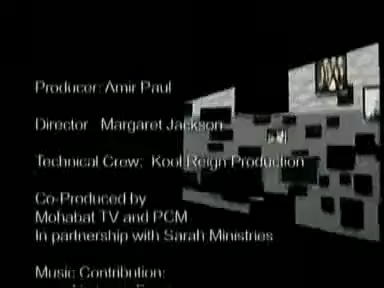 Producer: Amir Paul
Director Margaret Jackson
Technical Crew: Kool Reign Production
Co-Produced by
Mohabat TV and PCM
In partnership with Sarah Ministries
Music Contribution: